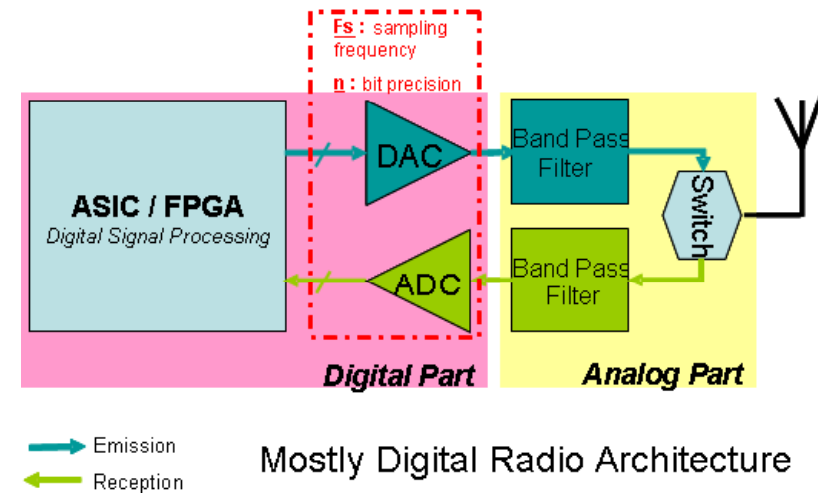 Fs : sampling
frequency
n : bit precision
DAC
Band Pass
Filter
Switch
ASIC / FPGA
Digital Signal Processing
ADC
Band Pass
Filter
Digital Part
Analog Part
Emission
Reception
Mostly Digital Radio Architecture